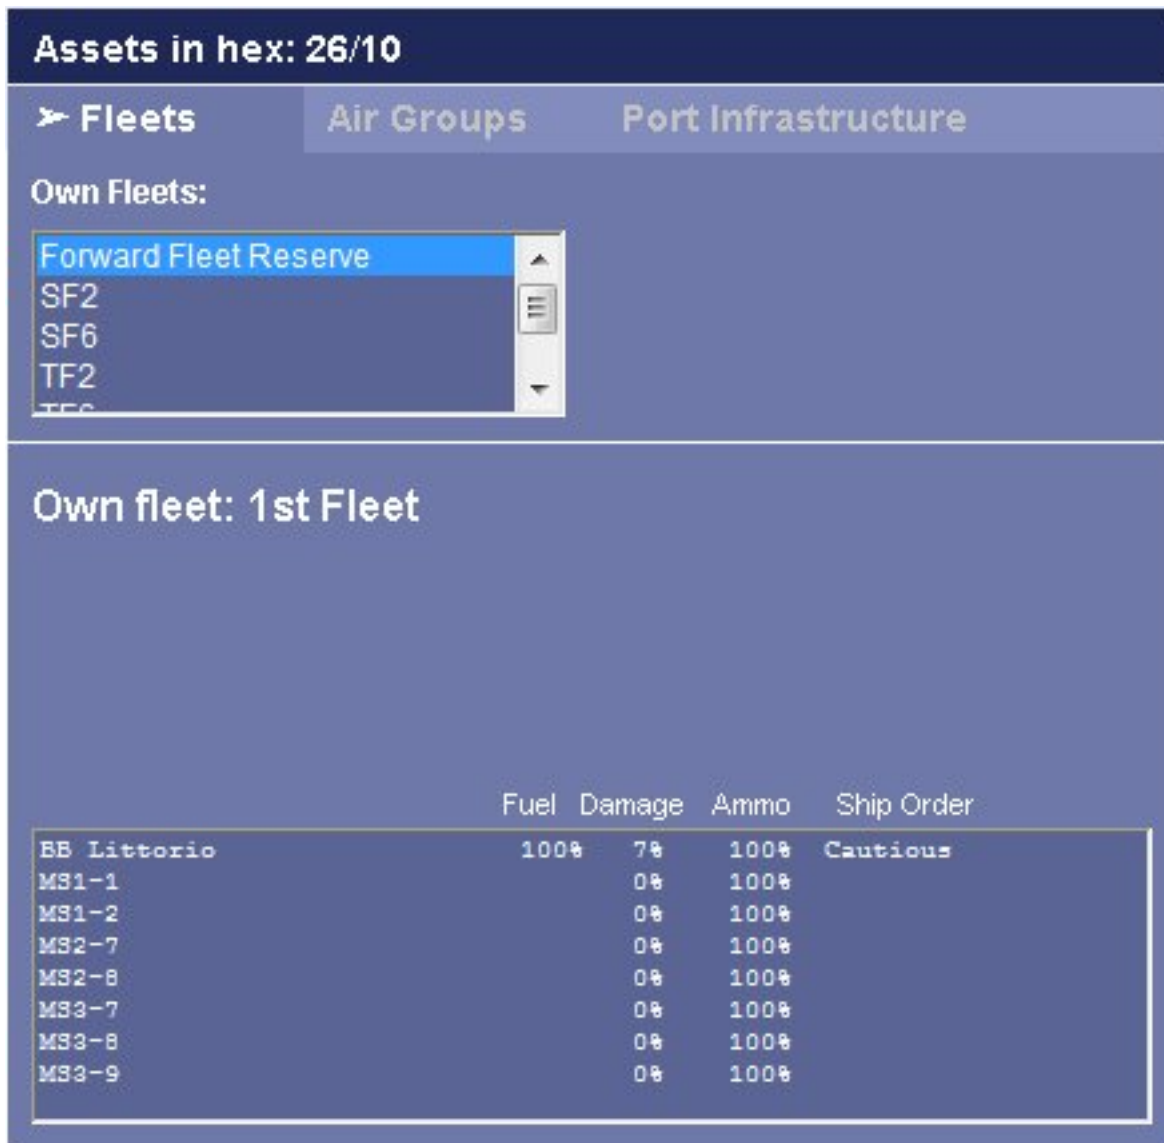 Assets in hex: 26/10
➢ Fleets Air Groups Port Infrastructure
Own Fleets:
Forward Fleet Reserve
SF2
SF6
TF2
Own fleet: 1st Fleet
Fuel Damage Ammo Ship Order
BB Littorio 100% 7% 100% Cautious
MS1-1 0% 100%
MS1-2 0% 100%
MS2-7 0% 100%
MS2-8 0% 100%
MS3-7 0% 100%
MS3-8 0% 100%
MS3-9 0% 100%